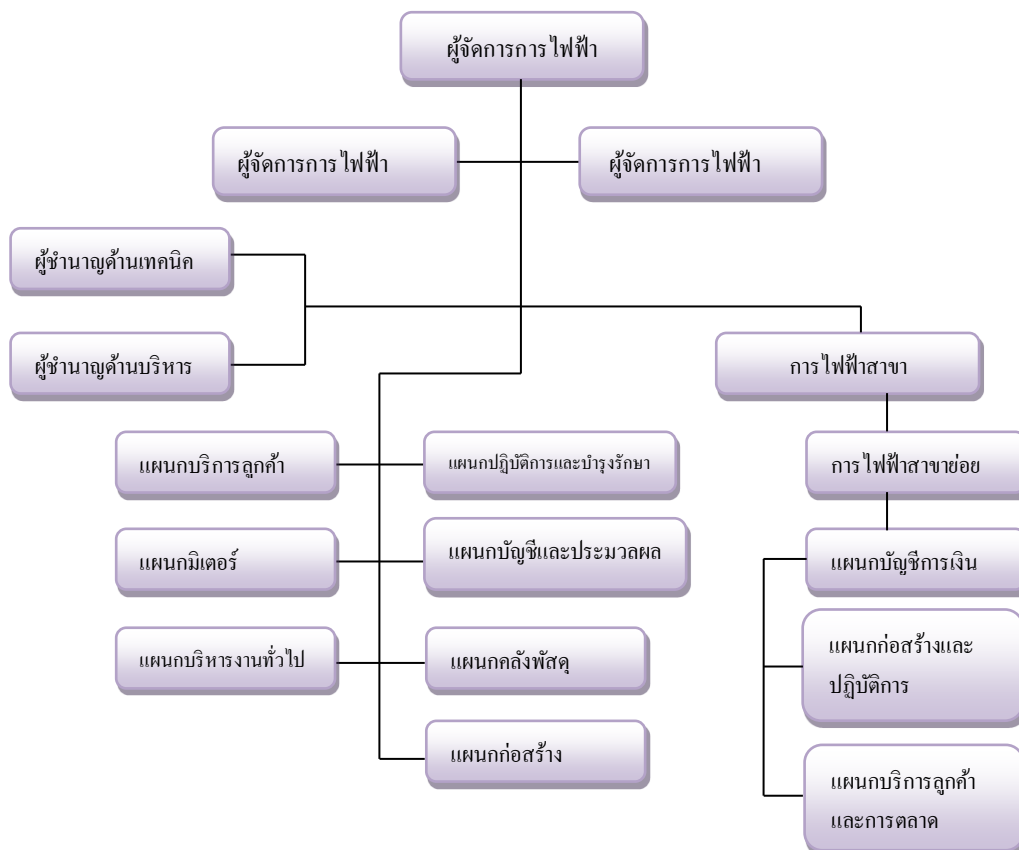 ผู้จัดการการไฟฟ้า
ผู้จัดการการไฟฟ้า
ผู้จัดการการไฟฟ้า
ผู้ชำนาญด้านเทคนิค
ผู้ชำนาญด้านบริหาร
การไฟฟ้าสาขา
แผนกบริการลูกค้า
แผนกปฏิบัติการและบำรุงรักษา
การไฟฟ้าสาขาย่อย
แผนกมิเตอร์
แผนกบัญชีและประมวลผล
แผนกบัญชีการเงิน
แผนกบริหารงานทั่วไป
แผนกคลังพัสดุ
แผนกก่อสร้างและ
ปฏิบัติการ
แผนกก่อสร้าง
แผนกบริการลูกค้า
และการตลาด